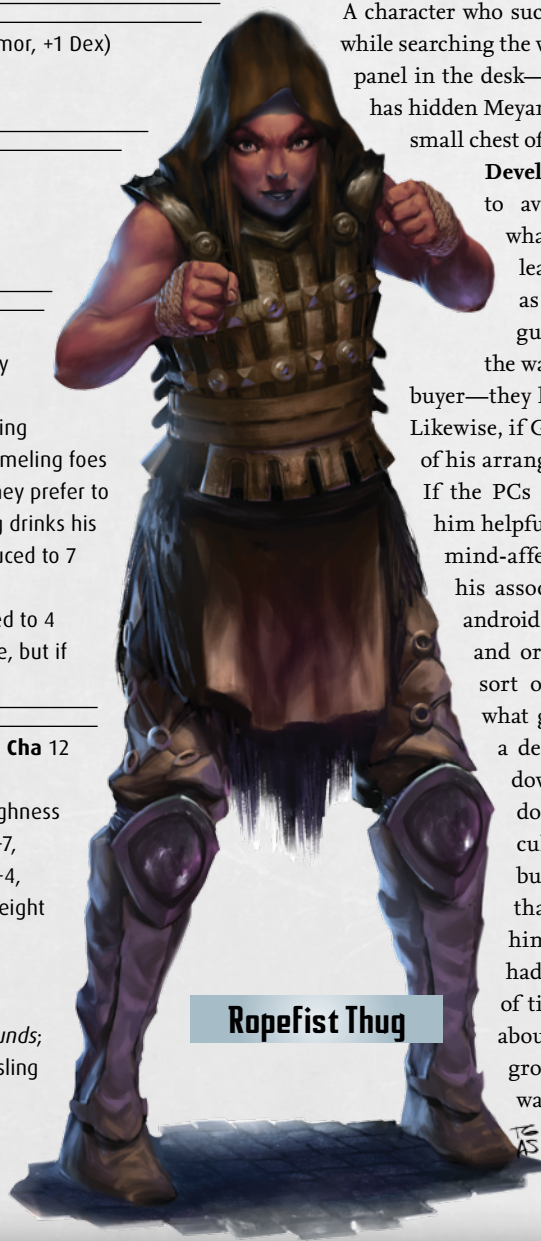 mor, +1 Dex)
y
ing
meling foes
hey prefer to
g drinks his
uced to 7
ed to 4
e, but if
Cha 12
ghness
-7,
-4,
eight
unds;
sling
A character who suc
while searching the w
panel in the desk—
has hidden Meyan
small chest of
Devel
to av
wha
lea
as
gu
the wa
buyer—they h
Likewise, if G
of his arrang
If the PCs
him helpfu
mind-affe
his assoc
android
and or
sort o
what g
a de
dov
do
cul
bu
tha
him
had
of ti
abou
gro
wa
Ropefist Thug
TG
AS